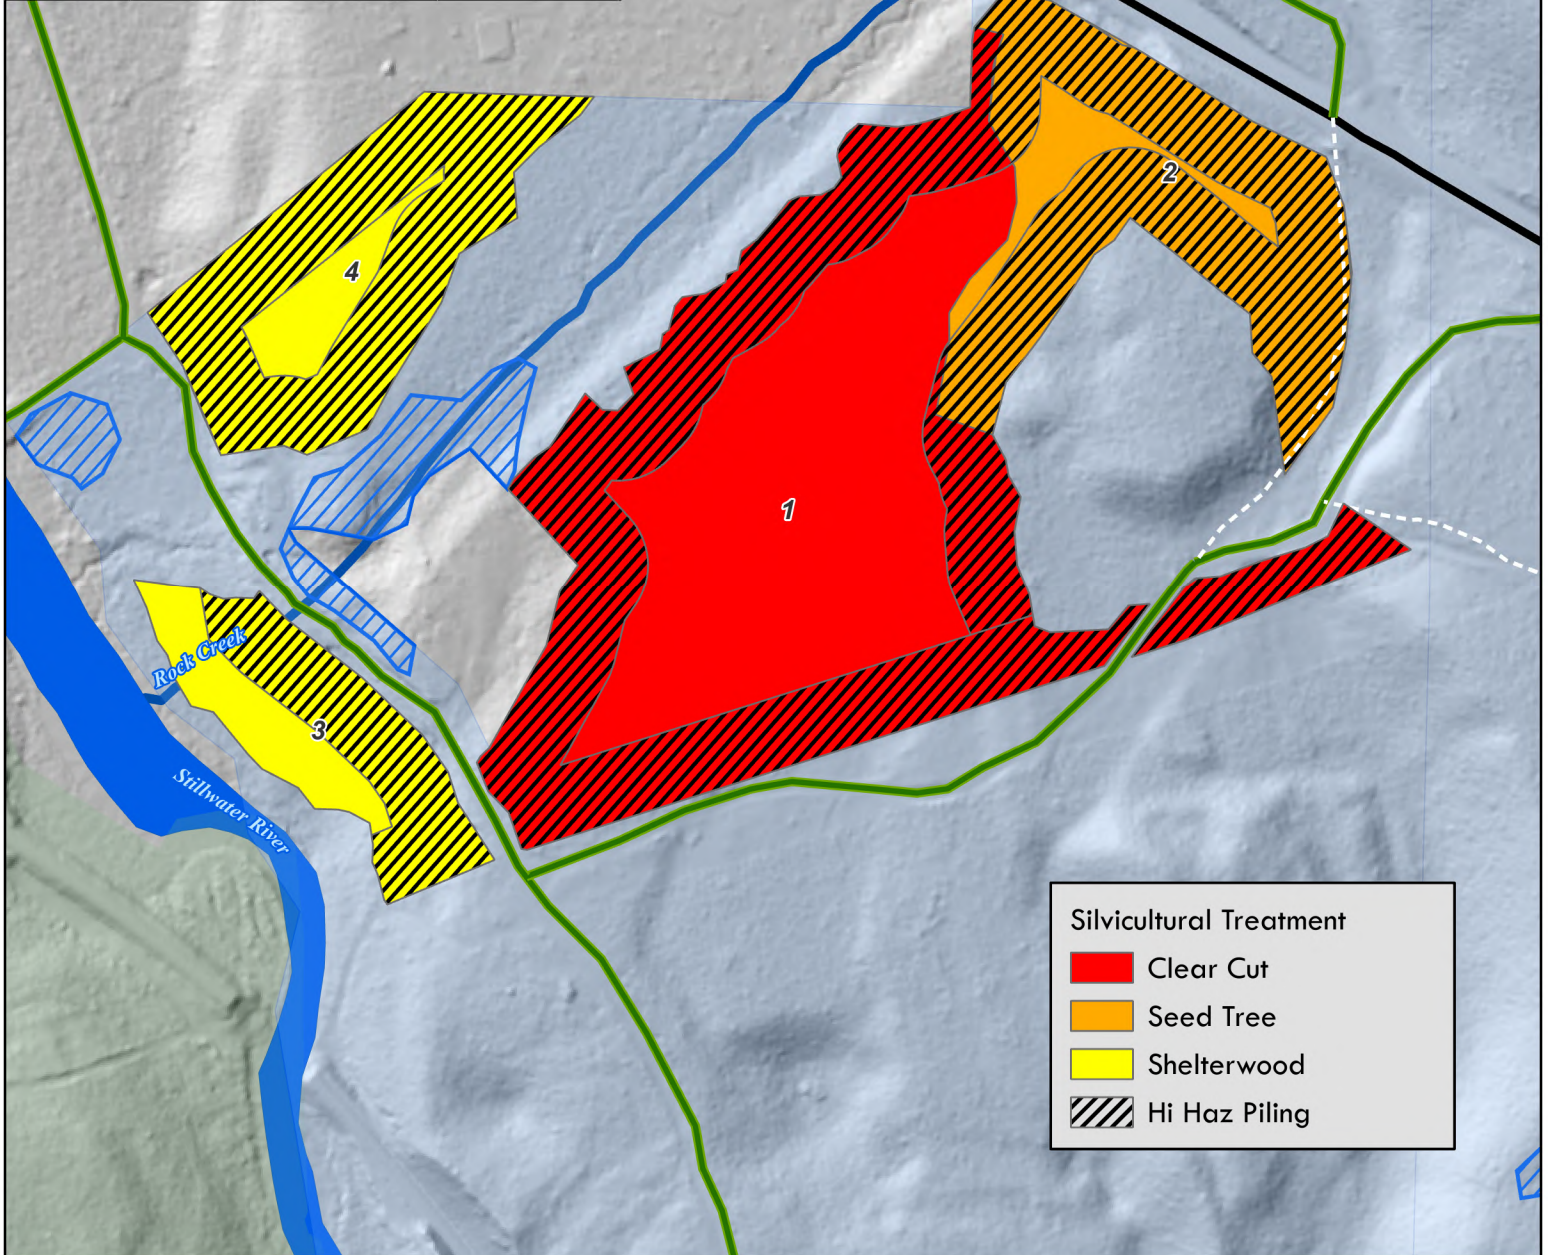 2
4
1
Rock Creek
3
Stillwater River
Silvicultural Treatment
Clear Cut
Seed Tree
Shelterwood
Hi Haz Piling